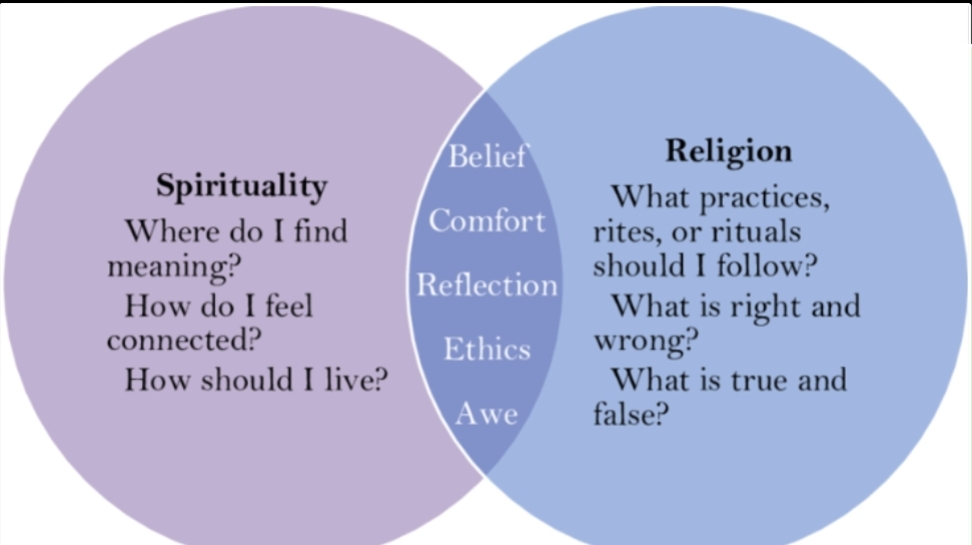 Spirituality
Where do I find
meaning?
How do I feel
connected?
How should I live?
Belief
Comfort
Reflection
Ethics
Awe
Religion
What practices,
rites, or rituals
should I follow?
What is right and
wrong?
What is true and
false?